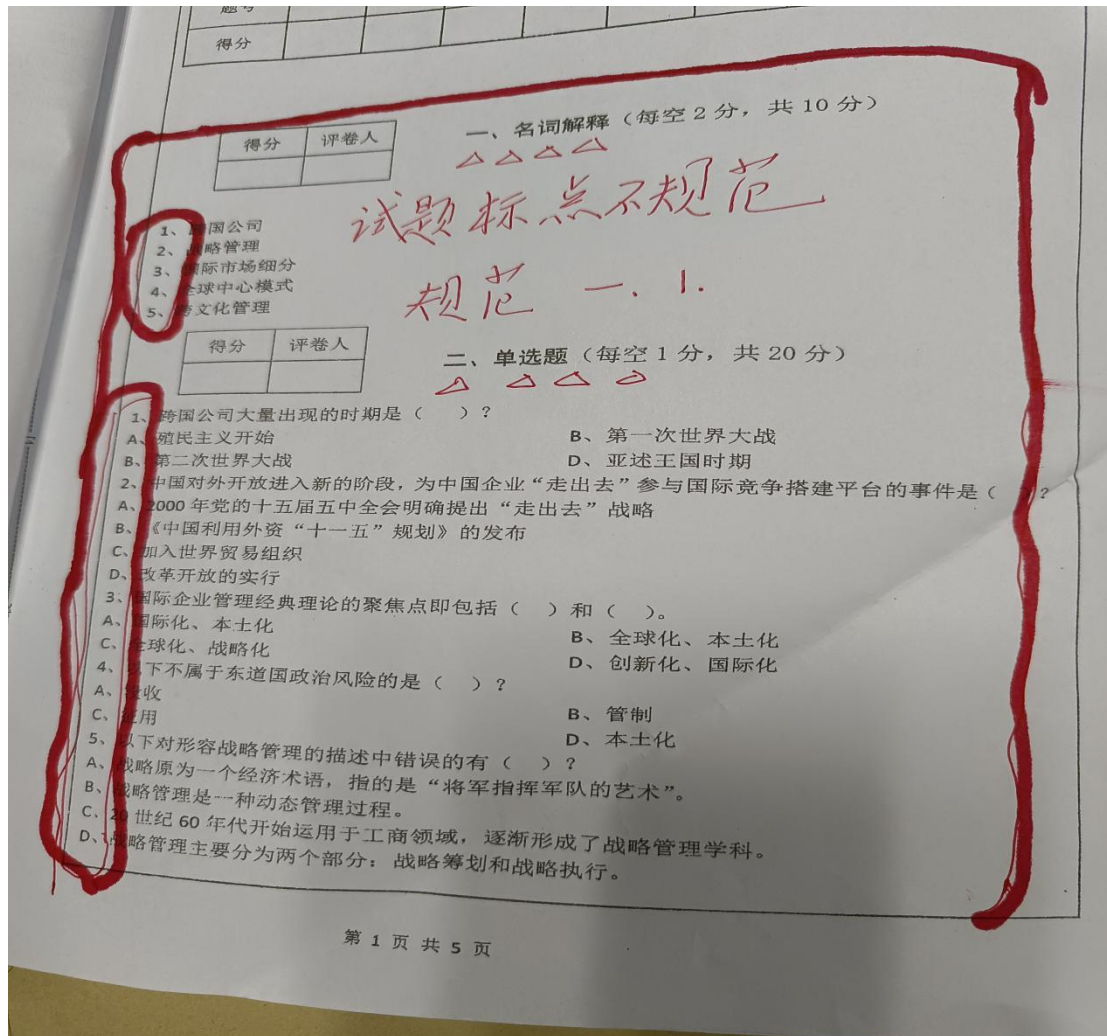 题号
得分
得分 评卷人
一、名词解释（每空 2 分，共 10 分）
试题标点不规范
1、跨国公司
2、战略管理
3、国际市场细分
4、全球中心模式
5、跨文化管理
规范 一、1.
得分 评卷人
二、单选题（每空 1 分，共 20 分）
1、跨国公司大量出现的时期是（ ）？
A、殖民主义开始 B、第一次世界大战
B、第二次世界大战 D、亚述王国时期
2、中国对外开放进入新的阶段，为中国企业“走出去”参与国际竞争搭建平台的事件是（ ）？
A、2000 年党的十五届五中全会明确提出“走出去”战略
B、《中国利用外资“十一五”规划》的发布
C、加入世界贸易组织
D、改革开放的实行
3、国际企业管理经典理论的聚焦点即包括（ ）和（ ）。
A、国际化、本土化 B、全球化、本土化
C、全球化、战略化 D、创新化、国际化
4、以下不属于东道国政治风险的是（ ）？
A、没收 B、管制
C、征用 D、本土化
5、以下对形容战略管理的描述中错误的有（ ）？
A、战略原为一个经济术语，指的是“将军指挥军队的艺术”。
B、战略管理是一种动态管理过程。
C、20 世纪 60 年代开始运用于工商领域，逐渐形成了战略管理学科。
D、战略管理主要分为两个部分：战略筹划和战略执行。
第 1 页 共 5 页